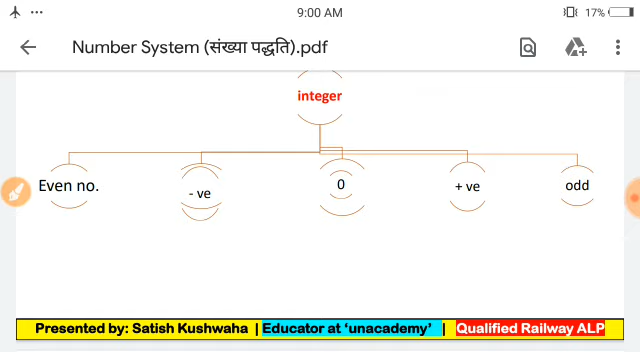 9:00 AM
17%
Number System (संख्या पद्धति).pdf
integer
Even no.
- ve
0
+ ve
odd
Presented by: Satish Kushwaha | Educator at ‘unacademy’ | Qualified Railway ALP